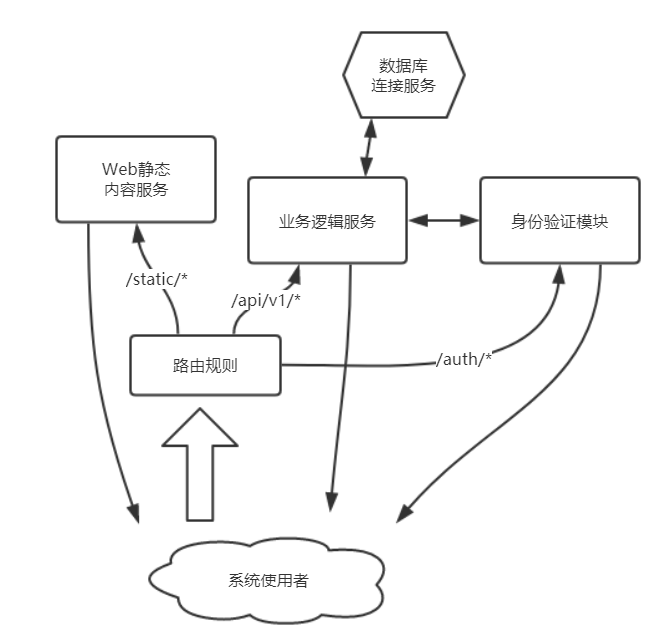 数据库
连接服务
Web静态
内容服务
业务逻辑服务
身份验证模块
/static/*
/api/v1/*
/auth/*
路由规则
系统使用者